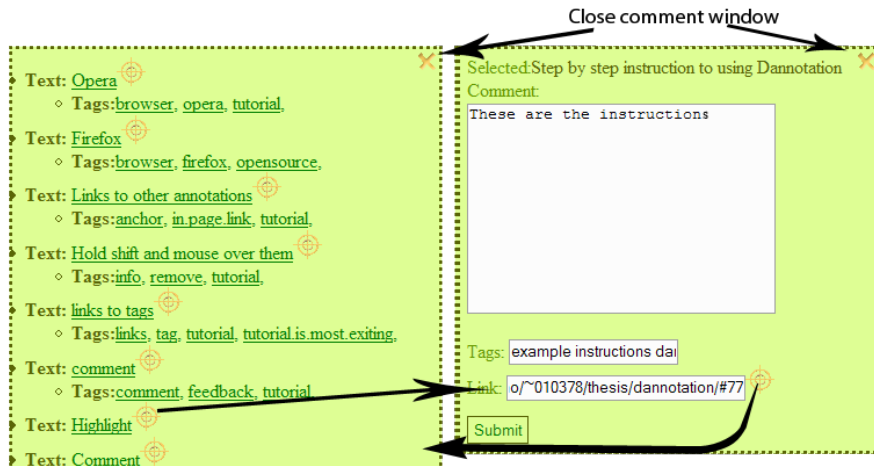 Close comment window
Text: Opera
Tags:browser, opera, tutorial,
Text: Firefox
Tags:browser, firefox, opensource,
Text: Links to other annotations
Tags:anchor, in.page.link, tutorial,
Text: Hold shift and mouse over them
Tags:info, remove, tutorial,
Text: links to tags
Tags:links, tag, tutorial, tutorial.is.most.exiting,
Text: comment
Tags:comment, feedback, tutorial,
Text: Highlight
Text: Comment
Selected:Step by step instruction to using Dannotation
Comment:
These are the instructions
Tags: example instructions dan
Link: o/~010378/thesis/dannotation/#77
Submit